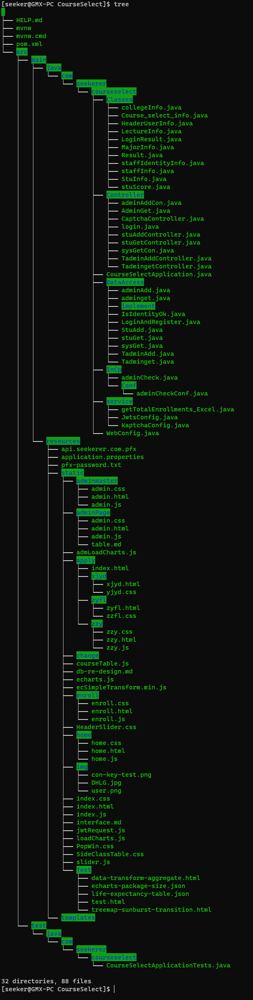 [seeker@GMX-PC CourseSelect]$ tree
.
├── HELP.md
├── mvnw
├── mvnw.cmd
├── pom.xml
└── src
    ├── main
    │   ├── java
    │   │   └── com
    │   │       └── seekerer
    │   │           └── courseselect
    │   │               ├── Classes
    │   │               │   ├── collegeInfo.java
    │   │               │   ├── Course_select_info.java
    │   │               │   ├── HeaderUserInfo.java
    │   │               │   ├── LectureInfo.java
    │   │               │   ├── LoginResult.java
    │   │               │   ├── MajorInfo.java
    │   │               │   ├── Result.java
    │   │               │   ├── staffIdentityInfo.java
    │   │               │   ├── staffInfo.java
    │   │               │   ├── StuInfo.java
    │   │               │   └── stuScore.java
    │   │               ├── Controller
    │   │               │   ├── adminAddCon.java
    │   │               │   ├── AdminGet.java
    │   │               │   ├── CaptchaController.java
    │   │               │   ├── login.java
    │   │               │   ├── stuAddController.java
    │   │               │   ├── stuGetController.java
    │   │               │   ├── sysGetCon.java
    │   │               │   ├── TadminAddController.java
    │   │               │   └── TadmingetController.java
    │   │               ├── CourseSelectApplication.java
    │   │               ├── DataAccess
    │   │               │   ├── adminAdd.java
    │   │               │   ├── adminget.java
    │   │               │   ├── implement
    │   │               │   ├── IsIdentityOk.java
    │   │               │   ├── LoginAndRegister.java
    │   │               │   ├── StuAdd.java
    │   │               │   ├── stuGet.java
    │   │               │   ├── sysGet.java
    │   │               │   ├── TadminAdd.java
    │   │               │   └── Tadminget.java
    │   │               ├── InCp
    │   │               │   ├── adminCheck.java
    │   │               │   └── Conf
    │   │               │       └── adminCheckConf.java
    │   │               ├── service
    │   │               │   ├── getTotalEnrollments_Excel.java
    │   │               │   ├── JwtsConfig.java
    │   │               │   └── KaptchaConfig.java
    │   │               └── WebConfig.java
    │   └── resources
    │       ├── api.seekerer.com.pfx
    │       ├── application.properties
    │       ├── pfx-password.txt
    │       ├── static
    │       │   ├── adminmaster
    │       │   │   ├── admin.css
    │       │   │   ├── admin.html
    │       │   │   └── admin.js
    │       │   ├── adminPage
    │       │   │   ├── admin.css
    │       │   │   ├── admin.html
    │       │   │   ├── admin.js
    │       │   │   └── table.md
    │       │   ├── admLoadCharts.js
    │       │   ├── apply
    │       │   │   ├── index.html
    │       │   │   ├── xjyd
    │       │   │   │   ├── xjyd.html
    │       │   │   │   └── yjyd.css
    │       │   │   ├── zyfl
    │       │   │   │   ├── zyfl.html
    │       │   │   │   └── zzfl.css
    │       │   │   └── zzy
    │       │   │       ├── zzy.css
    │       │   │       ├── zzy.html
    │       │   │       └── zzy.js
    │       │   ├── change
    │       │   ├── courseTable.js
    │       │   ├── db-re-design.md
    │       │   ├── echarts.js
    │       │   ├── ecSimpleTransform.min.js
    │       │   ├── enroll
    │       │   │   ├── enroll.css
    │       │   │   ├── enroll.html
    │       │   │   └── enroll.js
    │       │   ├── HeaderSlider.css
    │       │   ├── home
    │       │   │   ├── home.css
    │       │   │   ├── home.html
    │       │   │   └── home.js
    │       │   ├── img
    │       │   │   ├── con-key-test.png
    │       │   │   ├── DHLG.jpg
    │       │   │   └── user.png
    │       │   ├── index.css
    │       │   ├── index.html
    │       │   ├── index.js
    │       │   ├── interface.md
    │       │   ├── jwtRequest.js
    │       │   ├── loadCharts.js
    │       │   ├── PopWin.css
    │       │   ├── SideClassTable.css
    │       │   ├── slider.js
    │       │   └── Test
    │       │       ├── data-transform-aggregate.html
    │       │       ├── echarts-package-size.json
    │       │       ├── life-expectancy-table.json
    │       │       ├── test.html
    │       │       └── treemap-sunburst-transition.html
    │       └── templates
    └── test
        └── java
            └── com
                └── seekerer
                    └── courseselect
                        └── CourseSelectApplicationTests.java
32 directories, 88 files
[seeker@GMX-PC CourseSelect]$